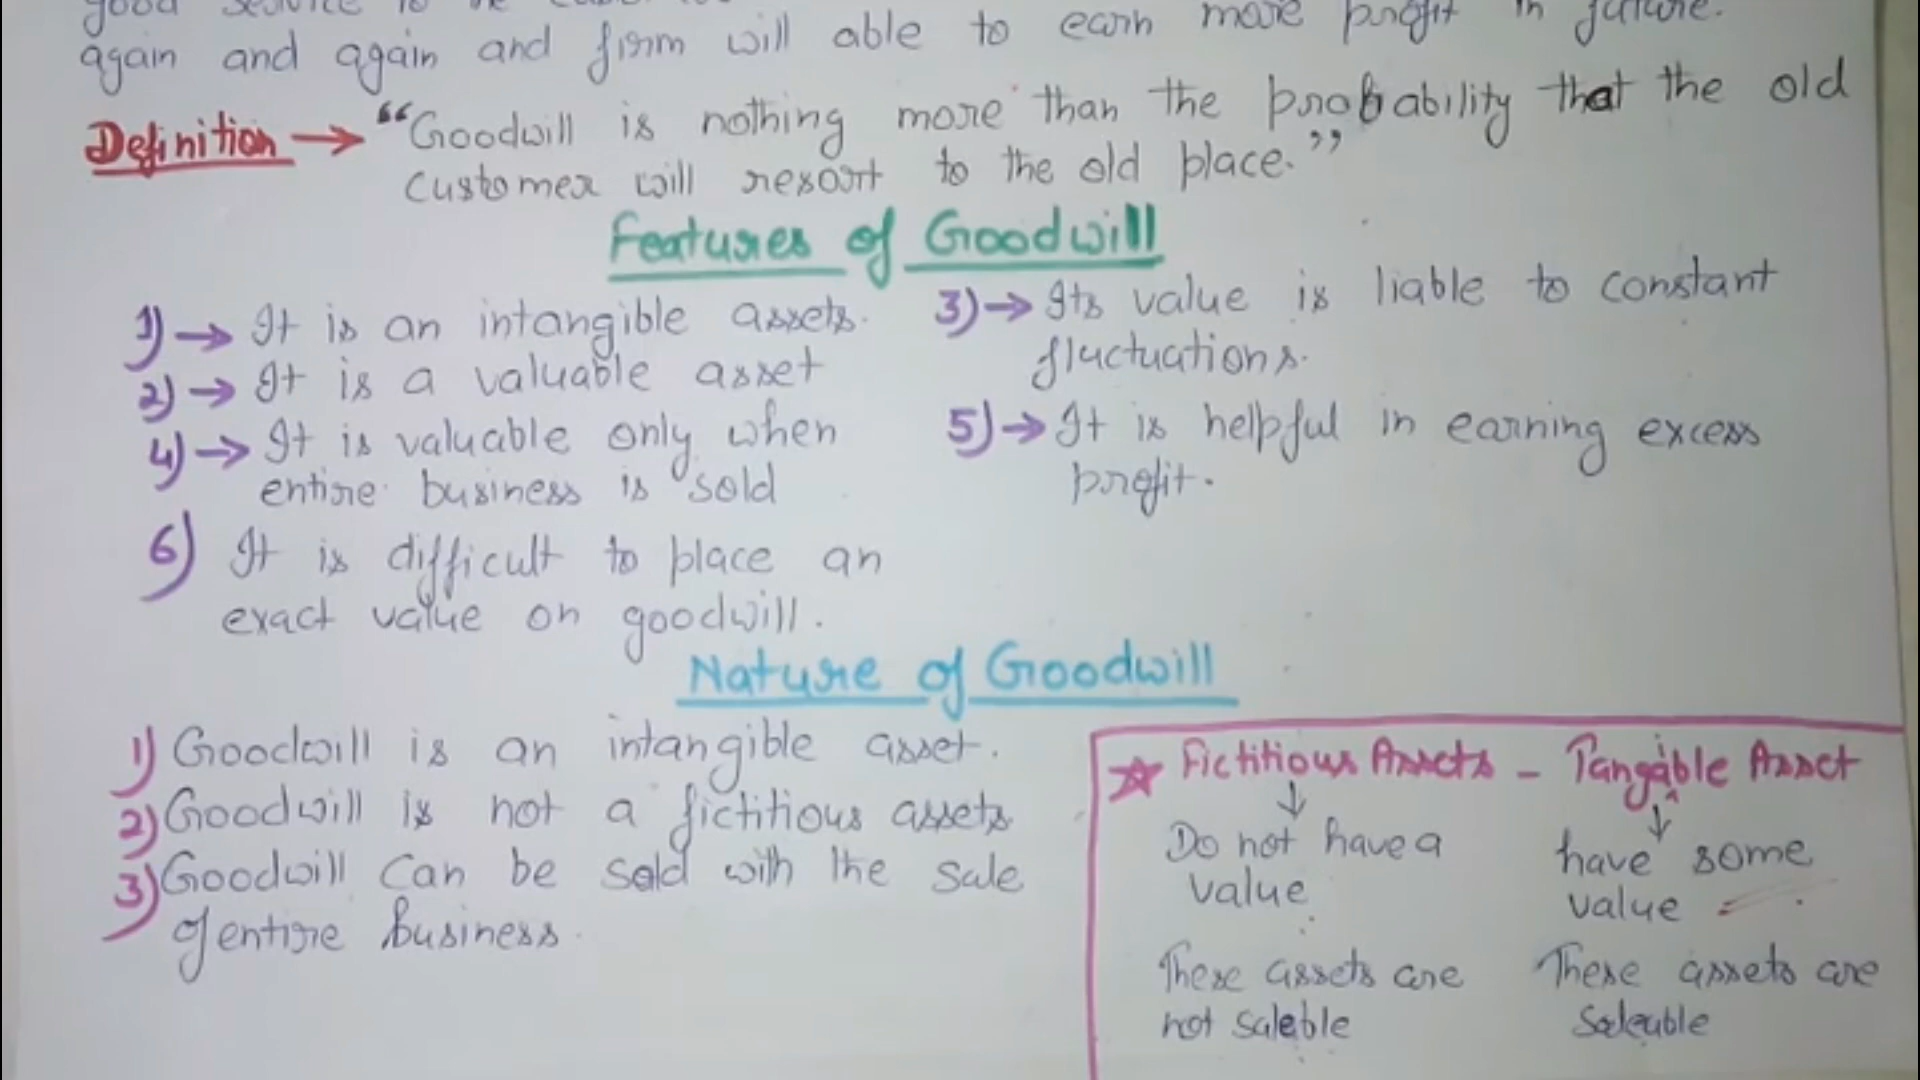 good service to the
again and again and firm will able to earn more profit in future.
Definition → "Goodwill is nothing more than the probability that the old
customer will resort to the old place."
Features of Goodwill
1) → It is an intangible assets.
2) → It is a valuable asset
3) → Its value is liable to constant
fluctuations.
4) → It is valuable only when
entire business is sold
5) → It is helpful in earning excess
profit.
6) It is difficult to place an
exact value on goodwill.
Nature of Goodwill
1) Goodwill is an intangible asset.
2) Goodwill is not a fictitious assets
3) Goodwill can be sold with the sale
of entire business.
☆ Fictitious Assets - Tangible Asset
↓ ↓
Do not have a
value
These assets are
not saleble
have some
value
These assets are
saleable